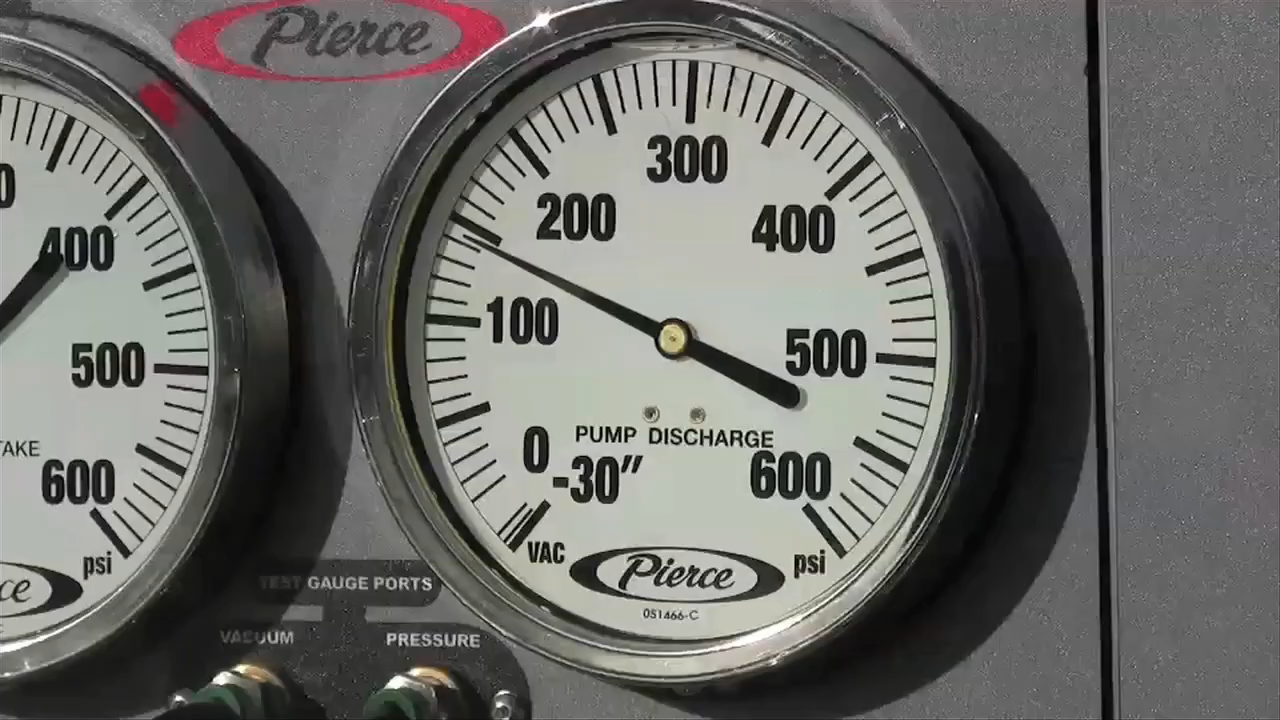 Pierce
300
200
400
0
400
100
500
500
TAKE
PUMP DISCHARGE
0
-30"
600
600
VAC
psi
psi
Pierce
ce
051466-C
TEST GAUGE PORTS
VACUUM
PRESSURE